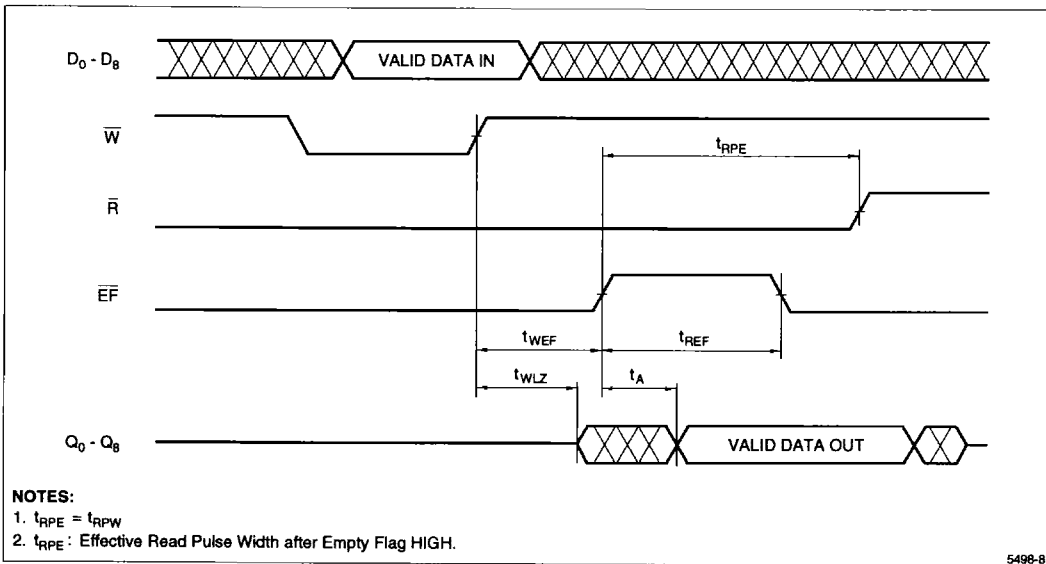 D₀ - D₈
VALID DATA IN
W̅
tRPE
R̅
E̅F̅
tWEF
tREF
tWLZ
tA
Q₀ - Q₈
VALID DATA OUT
NOTES:
1. tRPE = tRPW
2. tRPE : Effective Read Pulse Width after Empty Flag HIGH.
5498-8